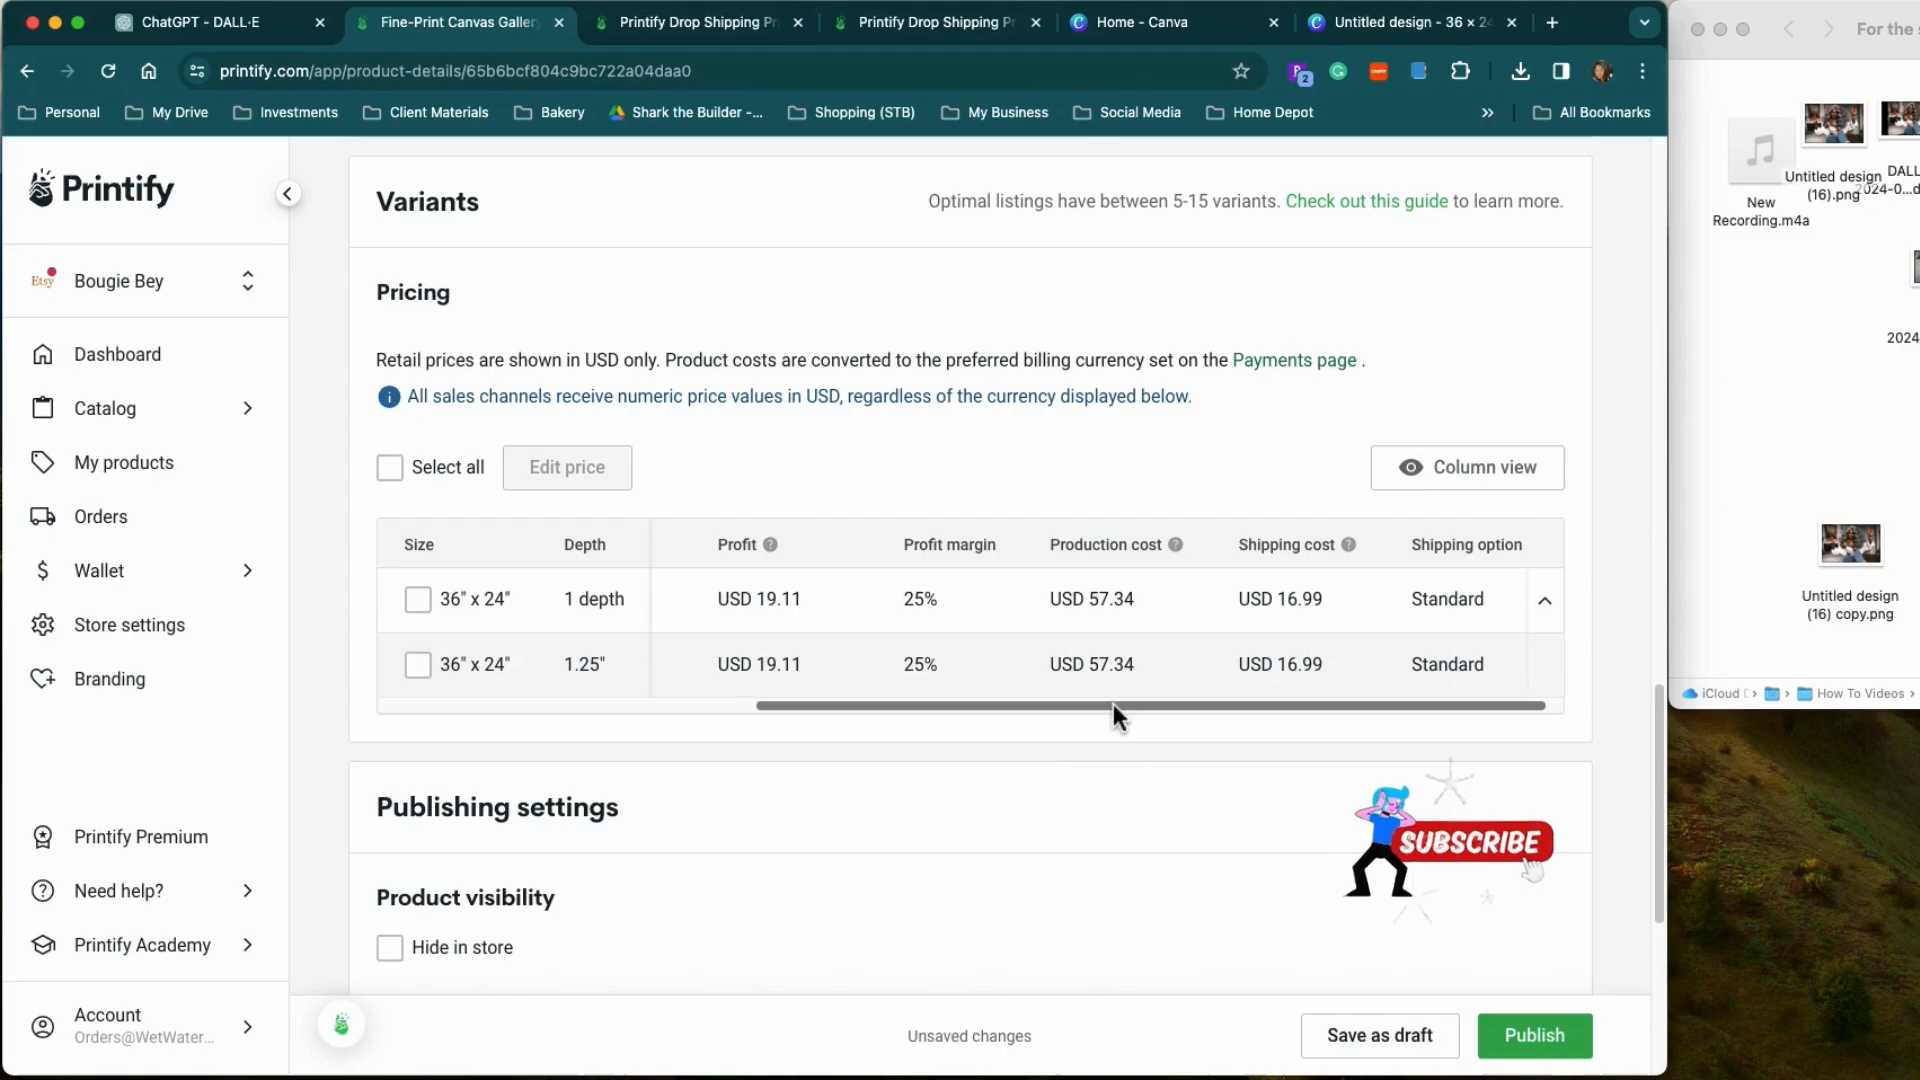 ChatGPT - DALL·E
Fine-Print Canvas Galler
Printify Drop Shipping Pr
Printify Drop Shipping Pr
Home - Canva
Untitled design - 36 × 24
For the
printify.com/app/product-details/65b6bcf804c9bc722a04daa0
2
Personal
My Drive
Investments
Client Materials
Bakery
Shark the Builder -...
Shopping (STB)
My Business
Social Media
Home Depot
All Bookmarks
Printify
Etsy
Bougie Bey
Dashboard
Catalog
My products
Orders
Wallet
Store settings
Branding
Printify Premium
Need help?
Printify Academy
Account
Orders@WetWater...
Variants
Optimal listings have between 5-15 variants. Check out this guide to learn more.
Pricing
Retail prices are shown in USD only. Product costs are converted to the preferred billing currency set on the Payments page .
All sales channels receive numeric price values in USD, regardless of the currency displayed below.
Select all
Edit price
Column view
Size Depth Profit Profit margin Production cost Shipping cost Shipping option
36" x 24" 1 depth USD 19.11 25% USD 57.34 USD 16.99 Standard
36" x 24" 1.25" USD 19.11 25% USD 57.34 USD 16.99 Standard
Publishing settings
SUBSCRIBE
Product visibility
Hide in store
Unsaved changes
Save as draft
Publish
New
Recording.m4a
Untitled design
(16).png
DALL
2024-0...d
2024
Untitled design
(16) copy.png
iCloud
How To Videos